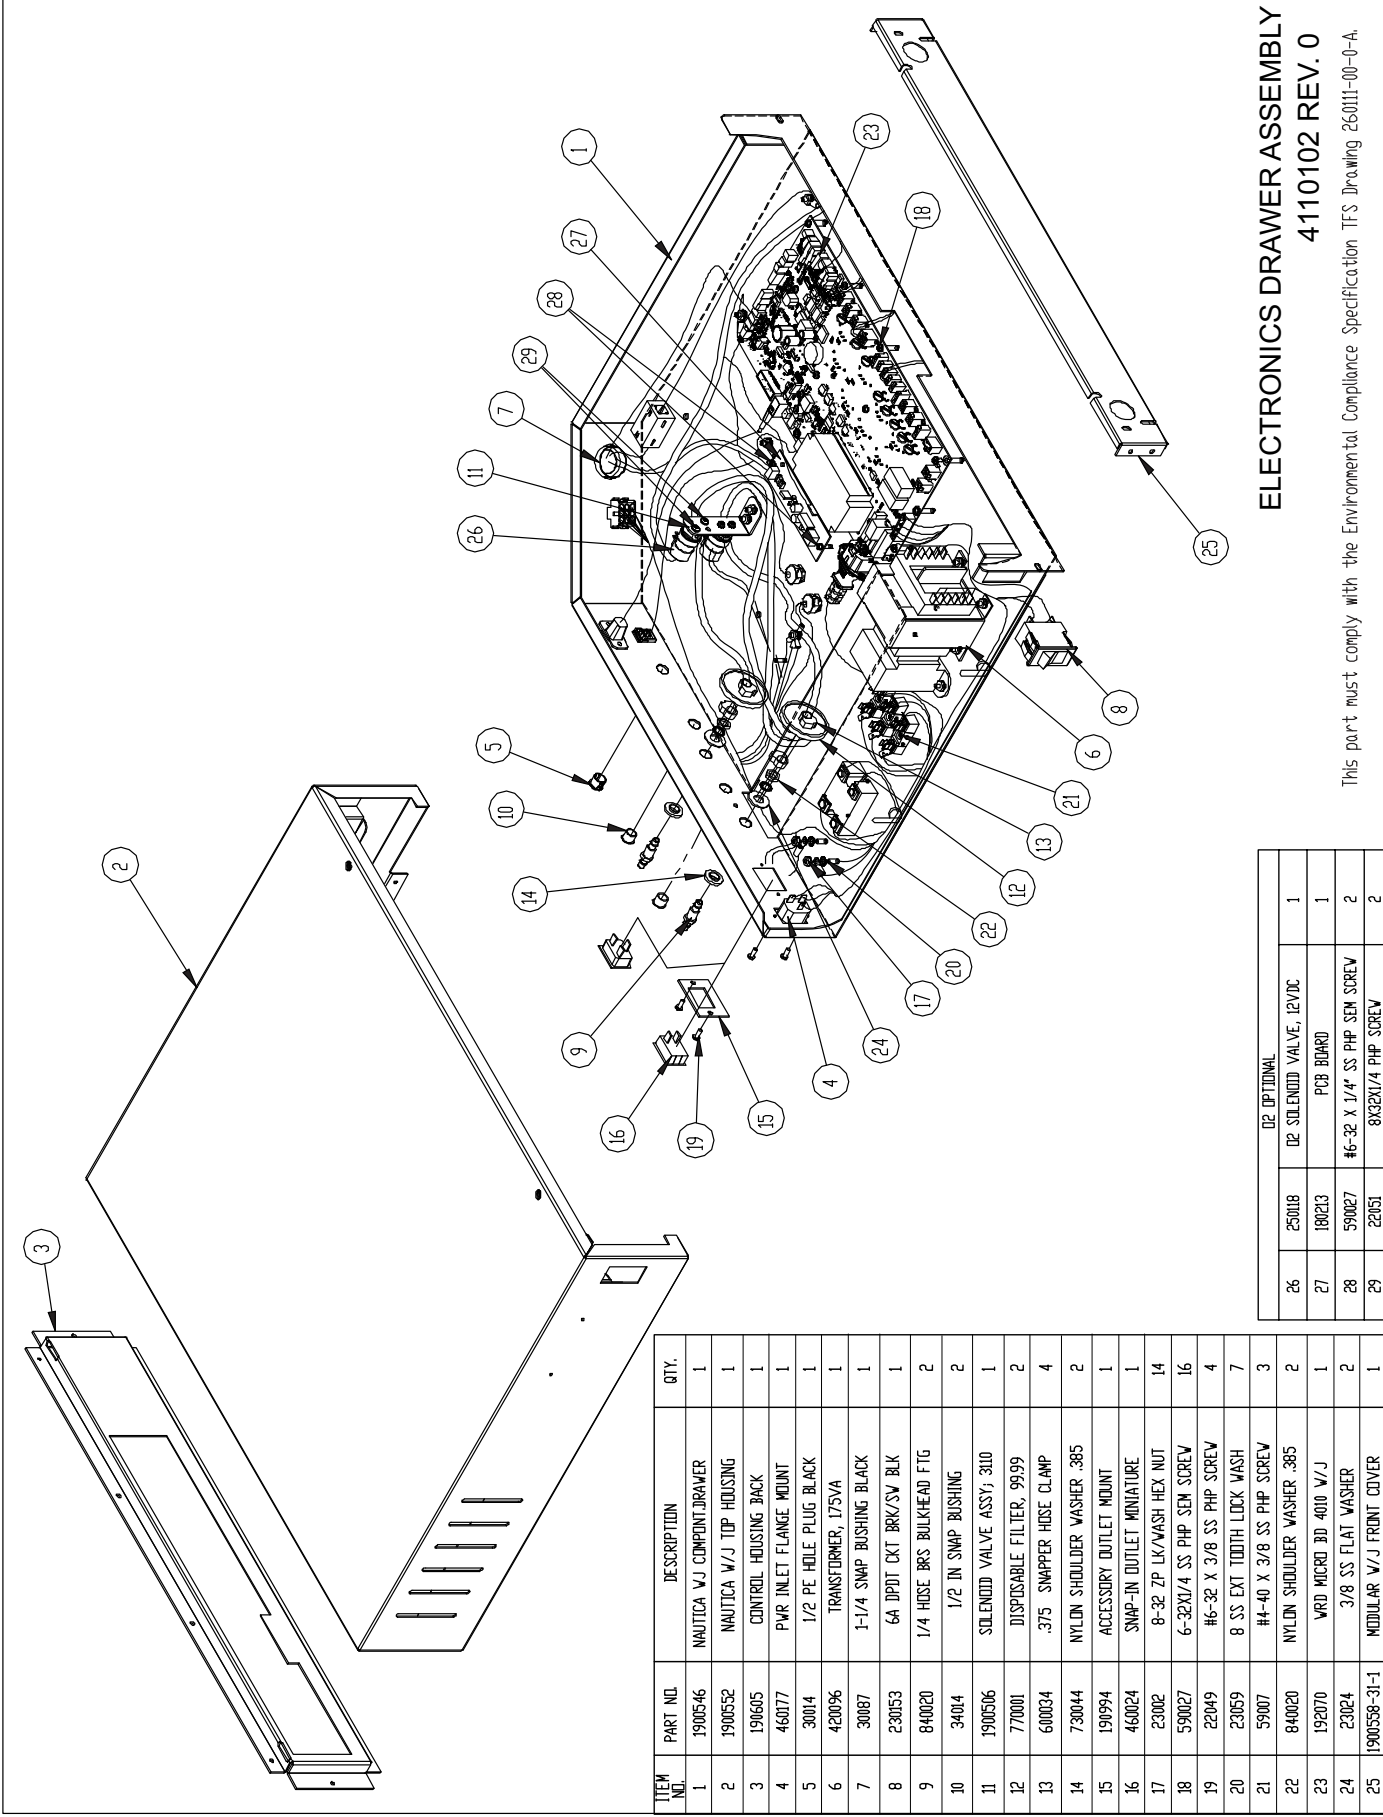 ELECTRONICS DRAWER ASSEMBLY
4110102 REV. 0
This part must comply with the Environmental Compliance Specification TFS Drawing 260111-00-0-A.
1
2
3
4
5
6
7
8
9
10
11
12
13
14
15
16
17
18
19
20
21
22
23
24
25
26
27
28
29
ITEM NO. PART NO. DESCRIPTION QTY.
1 1900546 NAUTICA WJ COMPONT.DRAWER 1
2 1900552 NAUTICA W/J TOP HOUSING 1
3 190605 CONTROL HOUSING BACK 1
4 460177 PWR INLET FLANGE MOUNT 1
5 30014 1/2 PE HOLE PLUG BLACK 1
6 420096 TRANSFORMER, 175VA 1
7 30087 1-1/4 SNAP BUSHING BLACK 1
8 230153 6A DPDT CKT BRK/SW BLK 1
9 840020 1/4 HOSE BRS BULKHEAD FTG 2
10 34014 1/2 IN SNAP BUSHING 2
11 1900506 SOLENOID VALVE ASSY; 3110 1
12 770001 DISPOSABLE FILTER, 99.99 2
13 600034 .375 SNAPPER HOSE CLAMP 4
14 730044 NYLON SHOULDER WASHER .385 2
15 190994 ACCESSORY OUTLET MOUNT 1
16 460024 SNAP-IN OUTLET MINIATURE 1
17 23002 8-32 ZP LK/WASH HEX NUT 14
18 590027 6-32X1/4 SS PHP SEM SCREW 16
19 22049 #6-32 X 3/8 SS PHP SCREW 4
20 23059 8 SS EXT TOOTH LOCK WASH 7
21 59007 #4-40 X 3/8 SS PHP SCREW 3
22 840020 NYLON SHOULDER WASHER .385 2
23 192070 WRD MICRO BD 4010 W/J 1
24 23024 3/8 SS FLAT WASHER 2
25 1900558-31-1 MODULAR W/J FRONT COVER 1
O2 OPTIONAL
26 250118 O2 SOLENOID VALVE, 12VDC 1
27 180213 PCB BOARD 1
28 590027 #6-32 X 1/4" SS PHP SEM SCREW 2
29 22051 8X32X1/4 PHP SCREW 2